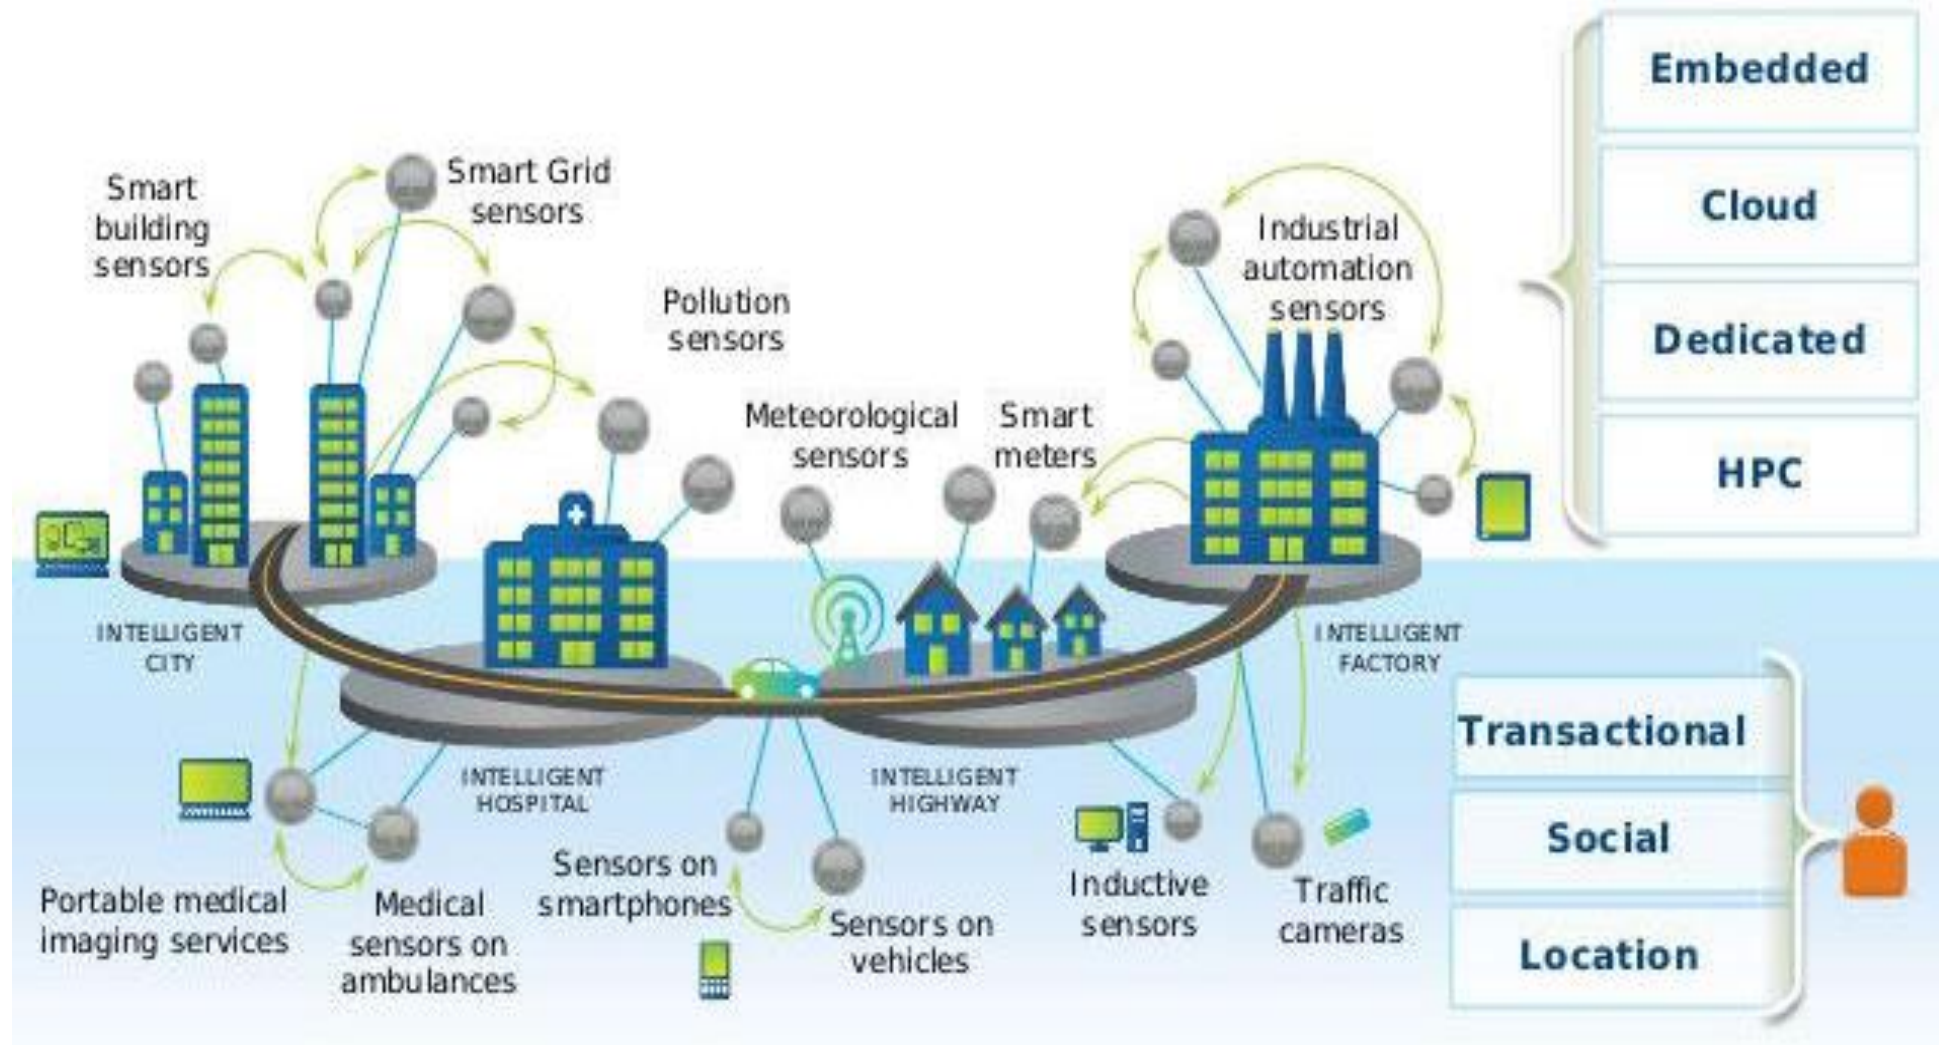 Embedded
Cloud
Dedicated
HPC
Smart
building
sensors
Smart Grid
sensors
Pollution
sensors
Meteorological
sensors
Smart
meters
Industrial
automation
sensors
INTELLIGENT
CITY
INTELLIGENT
HOSPITAL
INTELLIGENT
HIGHWAY
INTELLIGENT
FACTORY
Portable medical
imaging services
Medical
sensors on
ambulances
Sensors on
smartphones
Sensors on
vehicles
Inductive
sensors
Traffic
cameras
Transactional
Social
Location